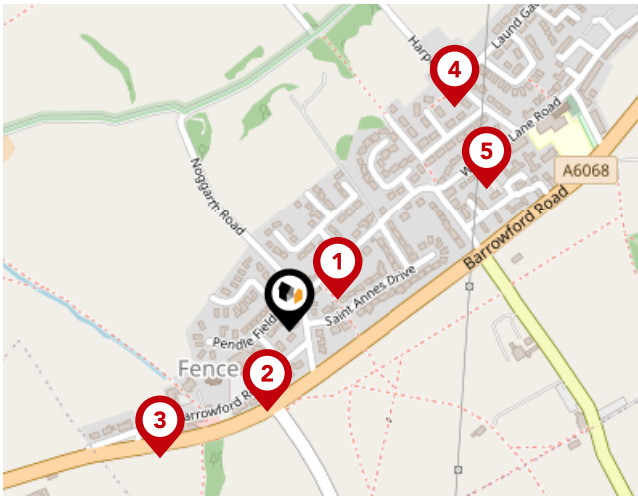 Laund Ga
Harp
4
Lane Road
5
A6068
Noggarth Road
Barrowford Road
1
Saint Annes Drive
Pendle Field
Fence
2
arrowford R
3